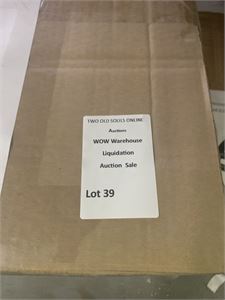 TWO OLD SOULS ONLINE
Auctions
WOW Warehouse
Liquidation
Auction Sale
Lot 39